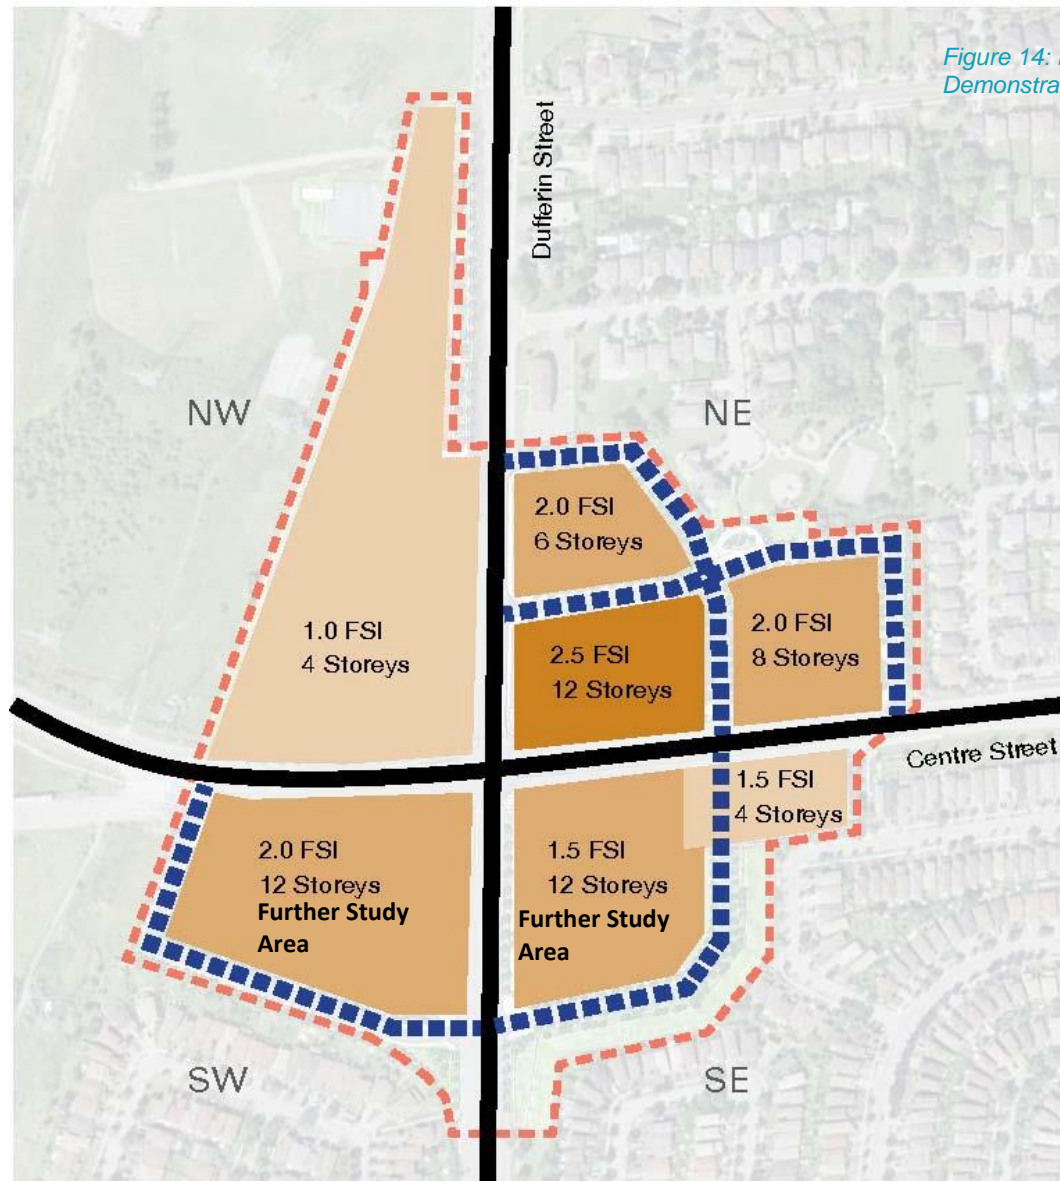 Figure 14:
Demonstra
Dufferin Street
NW
NE
2.0 FSI
6 Storeys
1.0 FSI
4 Storeys
2.5 FSI
12 Storeys
2.0 FSI
8 Storeys
Centre Street
1.5 FSI
4 Storeys
2.0 FSI
12 Storeys
Further Study
Area
1.5 FSI
12 Storeys
Further Study
Area
SW
SE